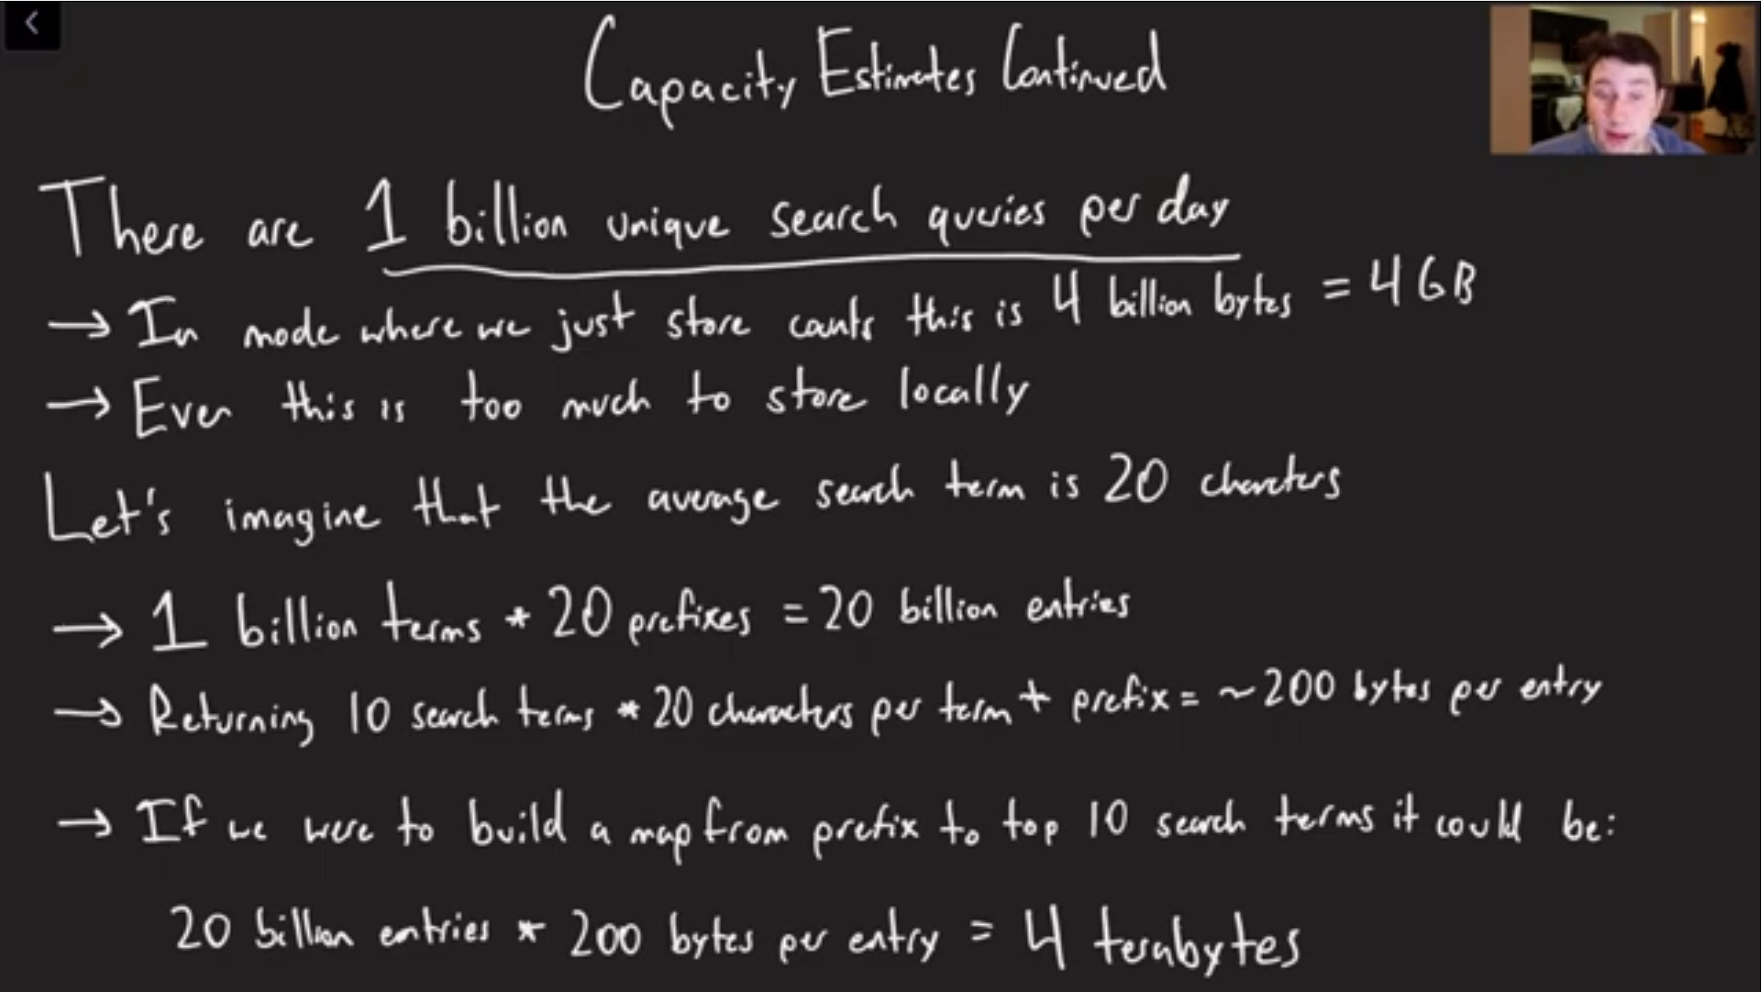 Capacity Estimates Continued
There are 1 billion unique search queries per day
→ In mode where we just store counts this is 4 billion bytes = 4 GB
→ Even this is too much to store locally
Let's imagine that the average search term is 20 characters
→ 1 billion terms * 20 prefixes = 20 billion entries
→ Returning 10 search terms * 20 characters per term + prefix = ~200 bytes per entry
→ If we were to build a map from prefix to top 10 search terms it could be:
20 billion entries * 200 bytes per entry = 4 terabytes